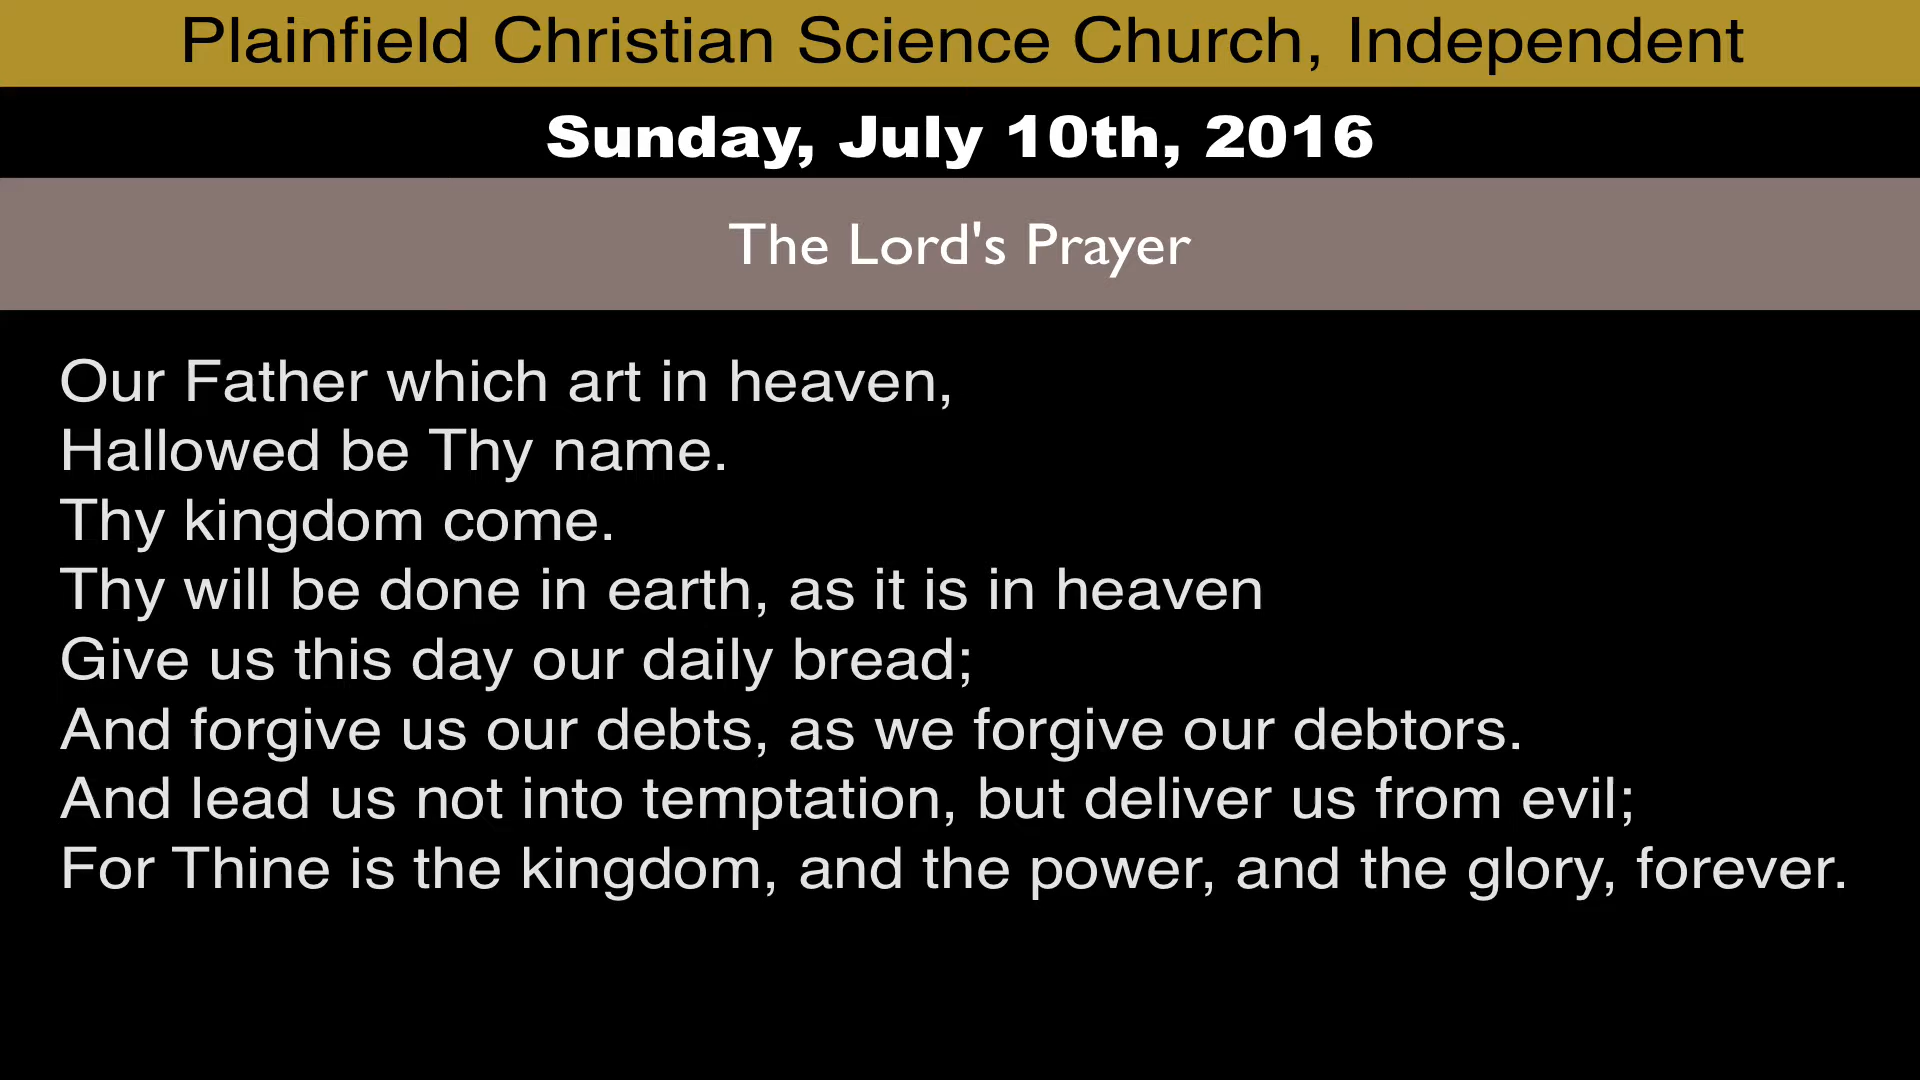 Plainfield Christian Science Church, Independent
Sunday, July 10th, 2016
The Lord's Prayer
Our Father which art in heaven,
Hallowed be Thy name.
Thy kingdom come.
Thy will be done in earth, as it is in heaven
Give us this day our daily bread;
And forgive us our debts, as we forgive our debtors.
And lead us not into temptation, but deliver us from evil;
For Thine is the kingdom, and the power, and the glory, forever.